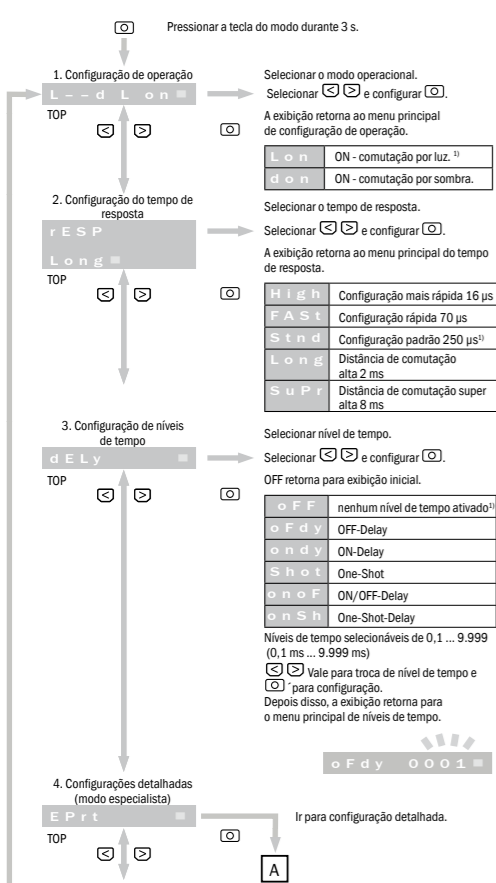 Pressionar a tecla do modo durante 3 s.
1. Configuração de operação
L - - d L on
TOP
Selecionar o modo operacional.
Selecionar < > e configurar
A exibição retorna ao menu principal
de configuração de operação.
Lon ON - comutação por luz. 1)
don ON - comutação por sombra.
2. Configuração do tempo de
resposta
rESP
Long
TOP
Selecionar o tempo de resposta.
Selecionar < > e configurar
A exibição retorna ao menu principal do tempo
de resposta.
High Configuração mais rápida 16 µs
FASt Configuração rápida 70 µs
Stnd Configuração padrão 250 µs1)
Long Distância de comutação
alta 2 ms
SuPr Distância de comutação super
alta 8 ms
3. Configuração de níveis
de tempo
dELy
TOP
Selecionar nível de tempo.
Selecionar < > e configurar
OFF retorna para exibição inicial.
oFF nenhum nível de tempo ativado1)
oFdy OFF-Delay
ondy ON-Delay
Shot One-Shot
onoF ON/OFF-Delay
onSh One-Shot-Delay
Níveis de tempo selecionáveis de 0,1 ... 9.999
(0,1 ms ... 9.999 ms)
< > Vale para troca de nível de tempo e
´para configuração.
Depois disso, a exibição retorna para
o menu principal de níveis de tempo.
oFdy 0001
4. Configurações detalhadas
(modo especialista)
EPrt
TOP
Ir para configuração detalhada.
< >
A